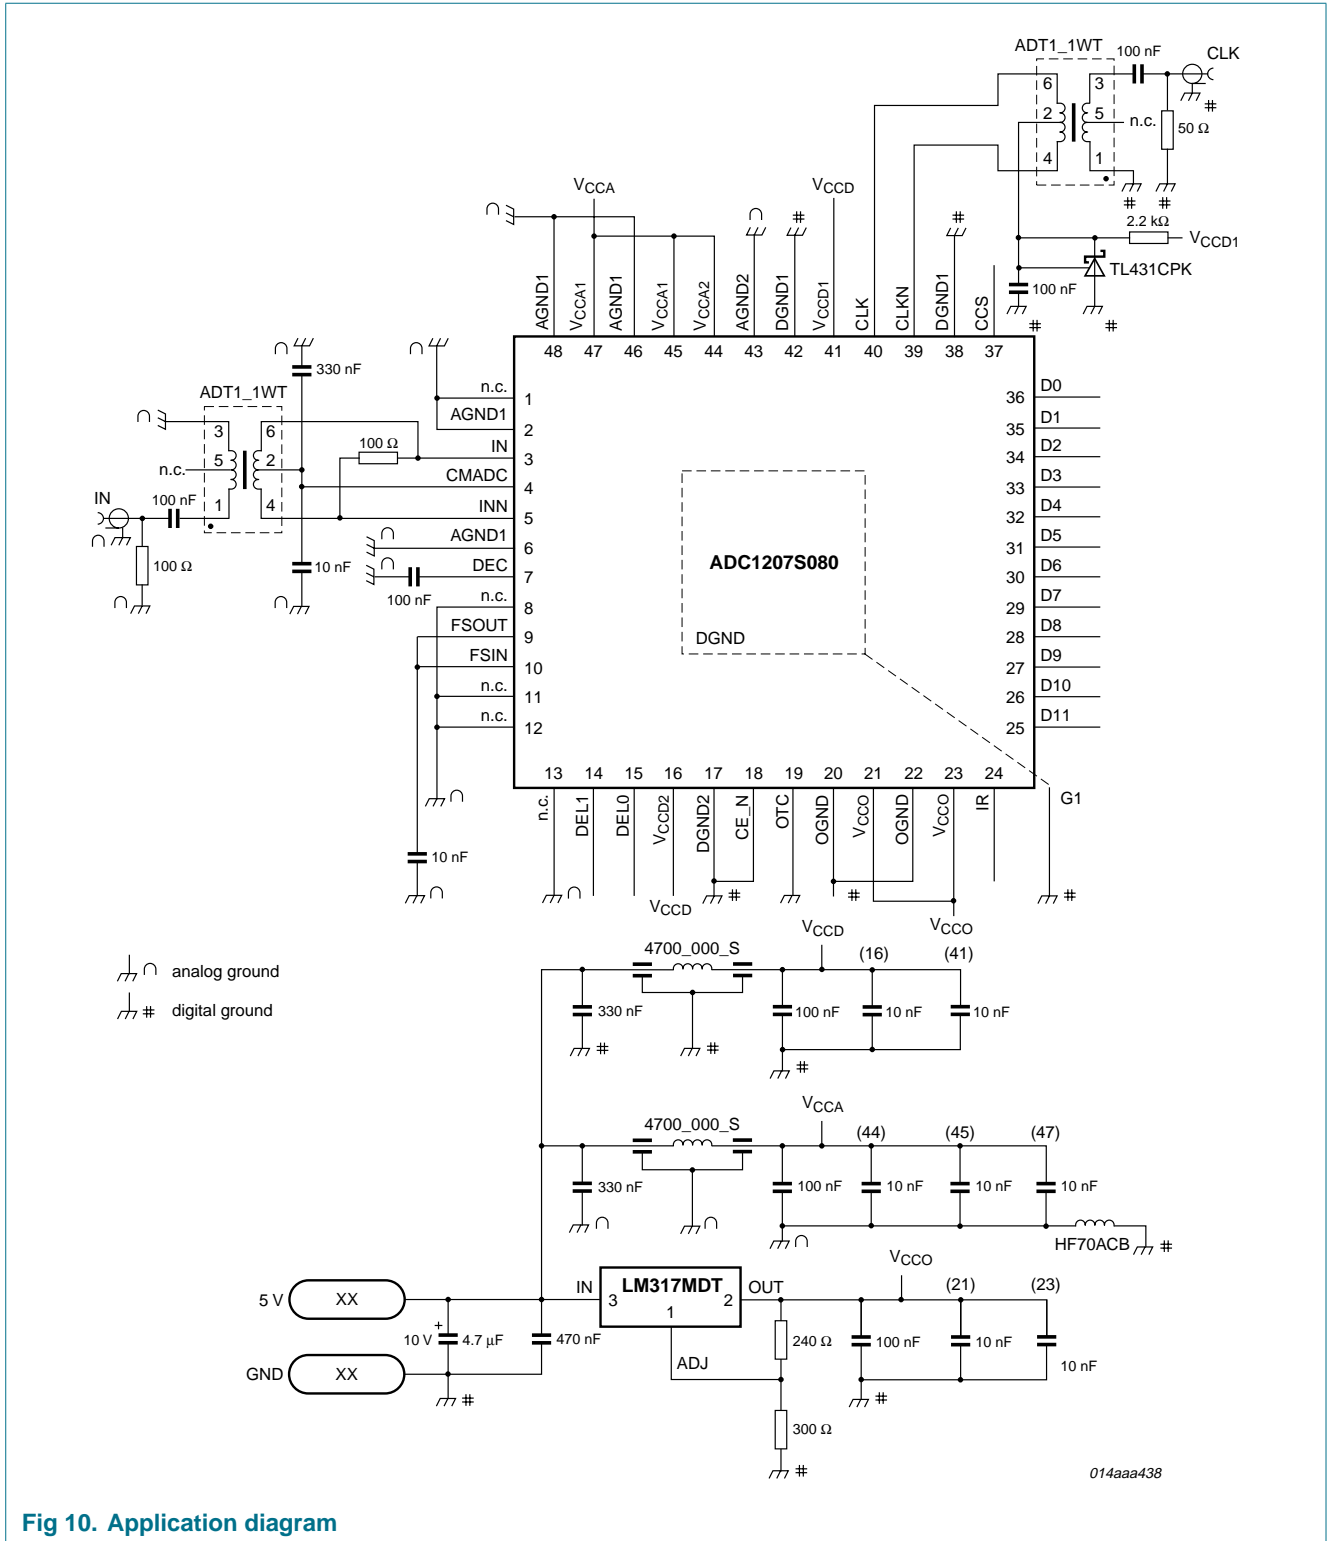 ADT1_1WT
100 nF
CLK
6
3
2
5
n.c.
50 Ω
4
1
#
#
#
2.2 kΩ
VCCD1
TL431CPK
100 nF
#
#
VCCA
VCCD
#
#
AGND1
VCCA1
AGND1
VCCA1
VCCA2
AGND2
DGND1
VCCD1
CLK
CLKN
DGND1
CCS
48
47
46
45
44
43
42
41
40
39
38
37
330 nF
ADT1_1WT
3
6
5
2
1
4
n.c.
100 Ω
IN
100 nF
100 Ω
10 nF
100 nF
n.c.
1
AGND1
2
IN
3
CMADC
4
INN
5
AGND1
6
DEC
7
n.c.
8
FSOUT
9
FSIN
10
n.c.
11
n.c.
12
36 D0
35 D1
34 D2
33 D3
32 D4
31 D5
30 D6
29 D7
28 D8
27 D9
26 D10
25 D11
ADC1207S080
DGND
13
14
15
16
17
18
19
20
21
22
23
24
n.c.
DEL1
DEL0
VCCD2
DGND2
CE_N
OTC
OGND
VCCO
OGND
VCCO
IR
G1
10 nF
VCCD
#
#
VCCO
#
analog ground
# digital ground
4700_000_S
VCCD
(16)
(41)
330 nF
100 nF
10 nF
10 nF
#
#
#
4700_000_S
VCCA
(44)
(45)
(47)
330 nF
100 nF
10 nF
10 nF
10 nF
HF70ACB
#
5 V
XX
GND
XX
+
10 V
4.7 μF
470 nF
#
IN
LM317MDT
3
2
1
OUT
ADJ
240 Ω
300 Ω
#
VCCO
(21)
(23)
100 nF
10 nF
10 nF
#
014aaa438
Fig 10. Application diagram